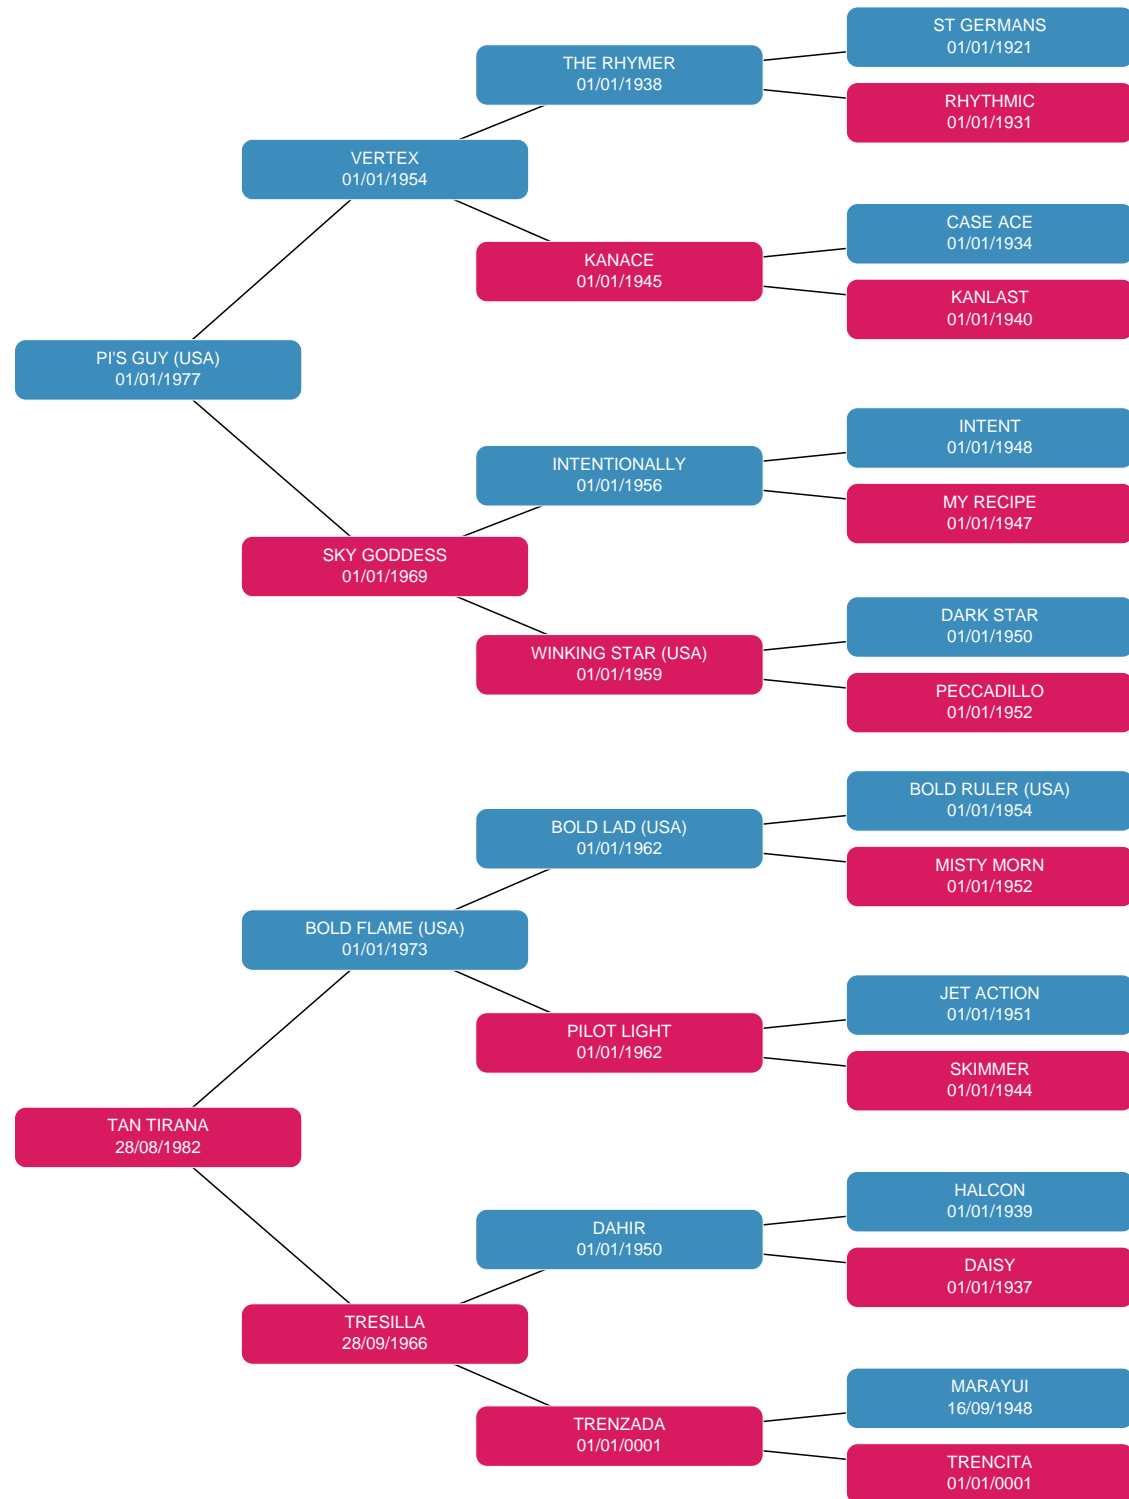 ST GERMANS
01/01/1921
THE RHYMER
01/01/1938
RHYTHMIC
01/01/1931
VERTEX
01/01/1954
CASE ACE
01/01/1934
KANACE
01/01/1945
KANLAST
01/01/1940
PI'S GUY (USA)
01/01/1977
INTENT
01/01/1948
INTENTIONALLY
01/01/1956
MY RECIPE
01/01/1947
SKY GODDESS
01/01/1969
DARK STAR
01/01/1950
WINKING STAR (USA)
01/01/1959
PECCADILLO
01/01/1952
BOLD RULER (USA)
01/01/1954
BOLD LAD (USA)
01/01/1962
MISTY MORN
01/01/1952
BOLD FLAME (USA)
01/01/1973
JET ACTION
01/01/1951
PILOT LIGHT
01/01/1962
SKIMMER
01/01/1944
TAN TIRANA
28/08/1982
HALCON
01/01/1939
DAHIR
01/01/1950
DAISY
01/01/1937
TRESILLA
28/09/1966
MARAYUI
16/09/1948
TRENZADA
01/01/0001
TRENCITA
01/01/0001